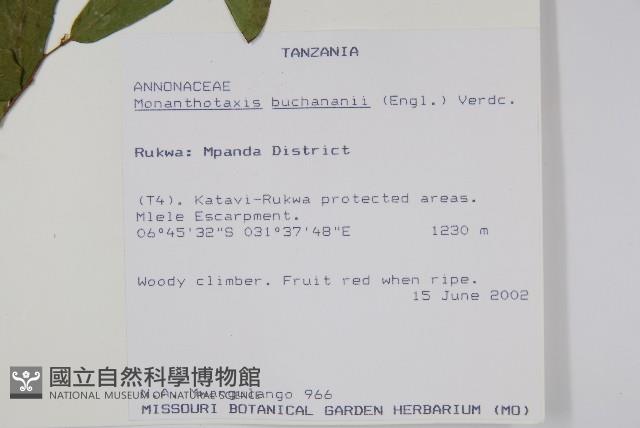 TANZANIA
ANNONACEAE
Monanthotaxis buchananii (Engl.) Verdc.
Rukwa: Mpanda District
(T4). Katavi-Rukwa protected areas.
Mlele Escarpment.
06°45'32"S 031°37'48"E 1230 m
Woody climber. Fruit red when ripe.
15 June 2002
國立自然科學博物館
NATIONAL MUSEUM OF NATURAL SCIENCE
966
MISSOURI BOTANICAL GARDEN HERBARIUM (MO)